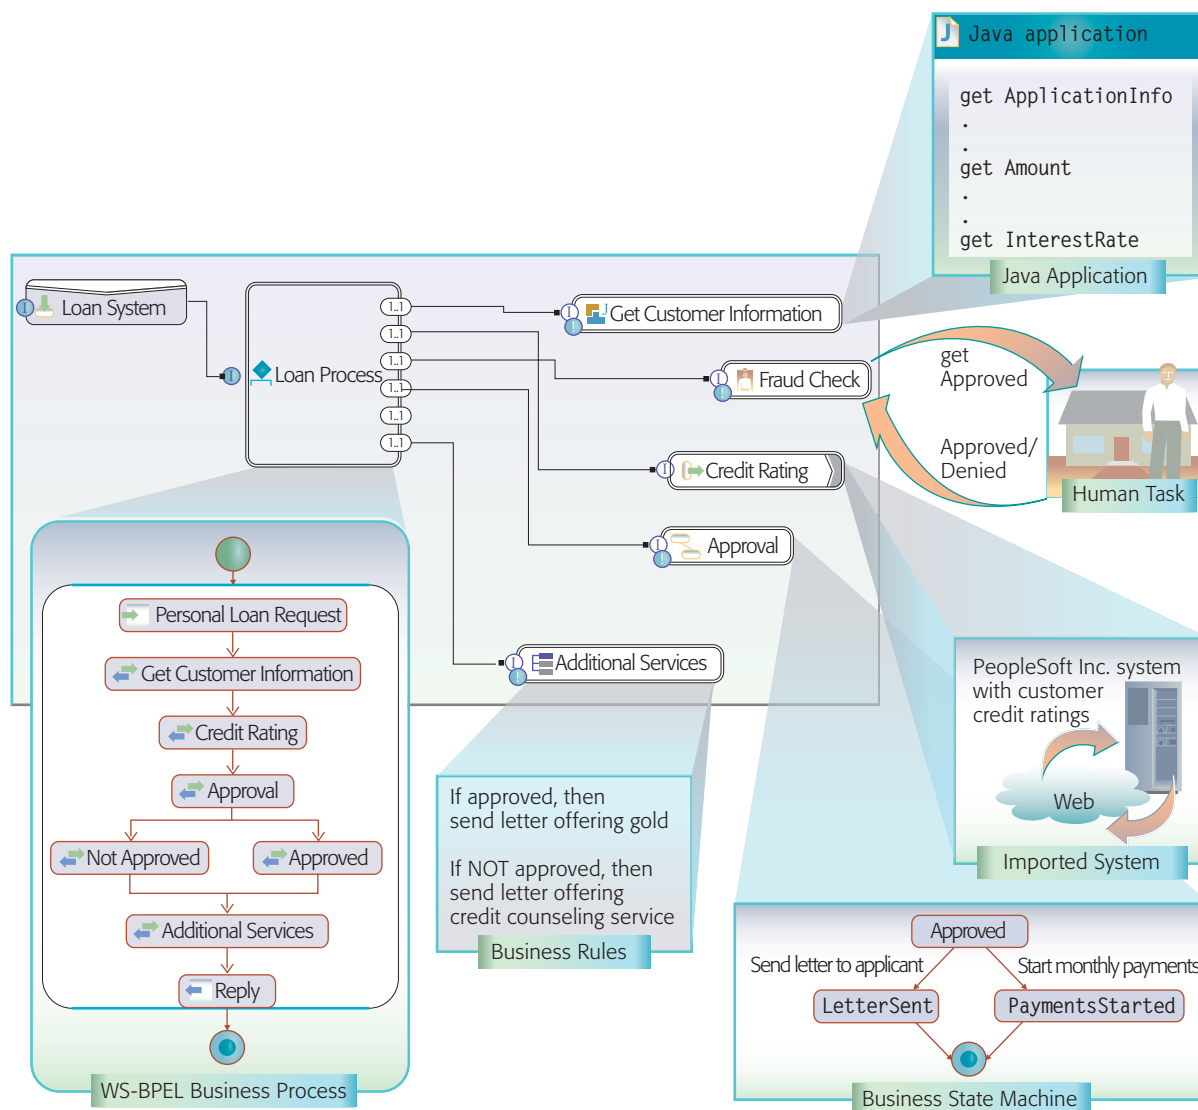 Java application
get ApplicationInfo
.
.
get Amount
.
.
get InterestRate
Java Application
I
Loan System
I
Loan Process
1..1
1..1
1..1
1..1
1..1
1..1
I
!
J
Get Customer Information
I
!
Fraud Check
get
Approved
Approved/
Denied
Human Task
I
Credit Rating
I
!
Approval
I
!
Additional Services
Personal Loan Request
Get Customer Information
Credit Rating
Approval
Not Approved
Approved
Additional Services
Reply
WS-BPEL Business Process
If approved, then
send letter offering gold
If NOT approved, then
send letter offering
credit counseling service
Business Rules
PeopleSoft Inc. system
with customer
credit ratings
Web
Imported System
Approved
Send letter to applicant
Start monthly payments
LetterSent
PaymentsStarted
Business State Machine